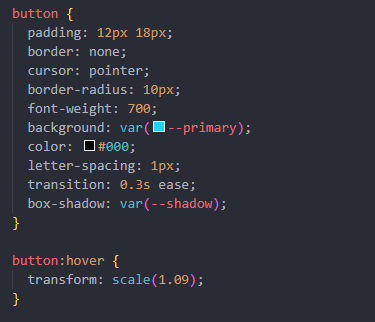 button {
  padding: 12px 18px;
  border: none;
  cursor: pointer;
  border-radius: 10px;
  font-weight: 700;
  background: var(--primary);
  color: #000;
  letter-spacing: 1px;
  transition: 0.3s ease;
  box-shadow: var(--shadow);
}

button:hover {
  transform: scale(1.09);
}